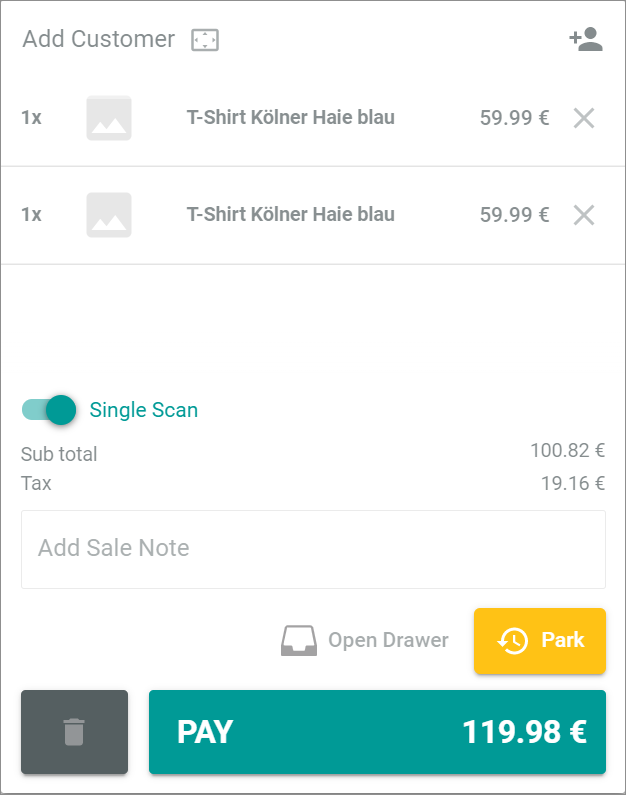 Add Customer
1x T-Shirt Kölner Haie blau 59.99 €
1x T-Shirt Kölner Haie blau 59.99 €
Single Scan
Sub total 100.82 €
Tax 19.16 €
Add Sale Note
Open Drawer Park
PAY 119.98 €